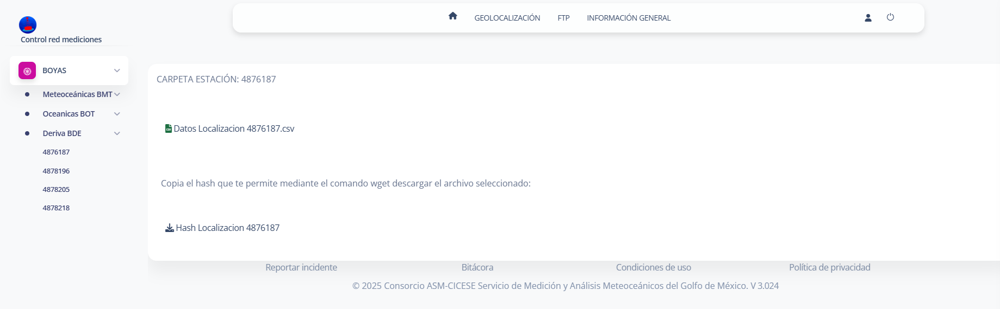 Control red mediciones
GEOLOCALIZACIÓN FTP INFORMACIÓN GENERAL
BOYAS
Meteoceánicas BMT
Oceanicas BOT
Deriva BDE
4876187
4878196
4878205
4878218
CARPETA ESTACIÓN: 4876187
Datos Localizacion 4876187.csv
Copia el hash que te permite mediante el comando wget descargar el archivo seleccionado:
Hash Localizacion 4876187
Reportar incidente Bitácora Condiciones de uso Política de privacidad
© 2025 Consorcio ASM-CICESE Servicio de Medición y Análisis Meteoceánicos del Golfo de México. V 3.024